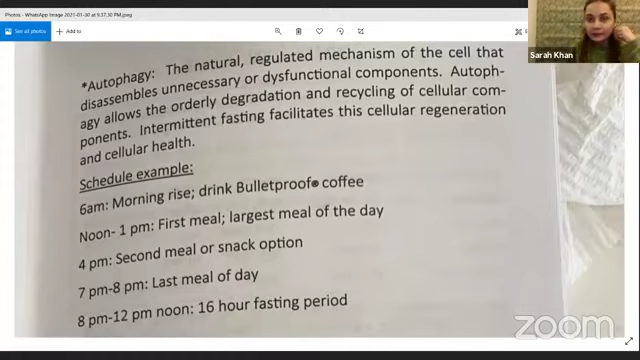 Photos - WhatsApp Image 2021-01-30 at 9.37.30 PM.jpeg
See all photos
+ Add to
Sarah Khan
*Autophagy: The natural, regulated mechanism of the cell that
disassembles unnecessary or dysfunctional components. Autoph-
agy allows the orderly degradation and recycling of cellular com-
ponents. Intermittent fasting facilitates this cellular regeneration
and cellular health.
Schedule example:
6am: Morning rise; drink Bulletproof® coffee
Noon- 1 pm: First meal; largest meal of the day
4 pm: Second meal or snack option
7 pm-8 pm: Last meal of day
8 pm-12 pm noon: 16 hour fasting period
zoom